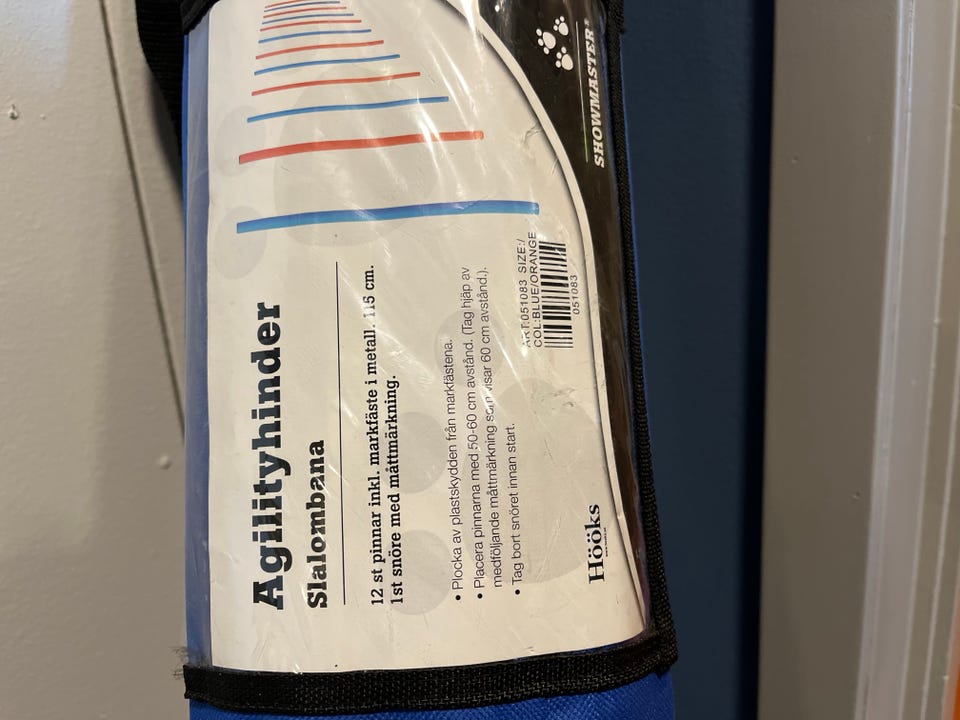 SHOWMASTER
Agilityhinder
Slalombana
12 st pinnar inkl. markfäste i metall. 115 cm.
1st snöre med måttmärkning.
• Plocka av plastskydden från markfästena.
• Placera pinnarna med 50-60 cm avstånd. (Tag hjäp av
medföljande måttmärkning som visar 60 cm avstånd.).
• Tag bort snöret innan start.
ART:051083 SIZE:/
COL:BLUE/ORANGE
051083
Hööks